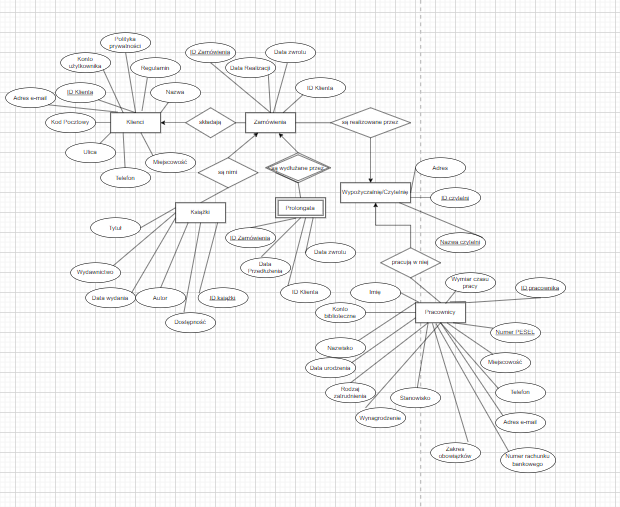 Polityka
prywatności
ID Zamówienia
Data zwrotu
Konto
użytkownika
Regulamin
Data Realizacji
ID Klienta
Adres e-mail
ID Klienta
Nazwa
Kod Pocztowy
Klienci
składają
Zamówienia
są realizowane przez
Ulica
Miejscowość
Telefon
są nimi
są wydłużane przez
Wypożyczalnie/Czytelnie
Adres
ID czytelni
Nazwa czytelni
Książki
Prolongata
Tytuł
ID Zamówienia
Data zwrotu
Wydawnictwo
Data
Przedłużenia
pracują w niej
Data wydania
Autor
ID książki
ID Klienta
Imię
Wymiar czasu
pracy
ID pracownika
Dostępność
Konto
biblioteczne
Pracownicy
Numer PESEL
Nazwisko
Data urodzenia
Miejscowość
Rodzaj
zatrudnienia
Stanowisko
Telefon
Wynagrodzenie
Adres e-mail
Zakres
obowiązków
Numer rachunku
bankowego